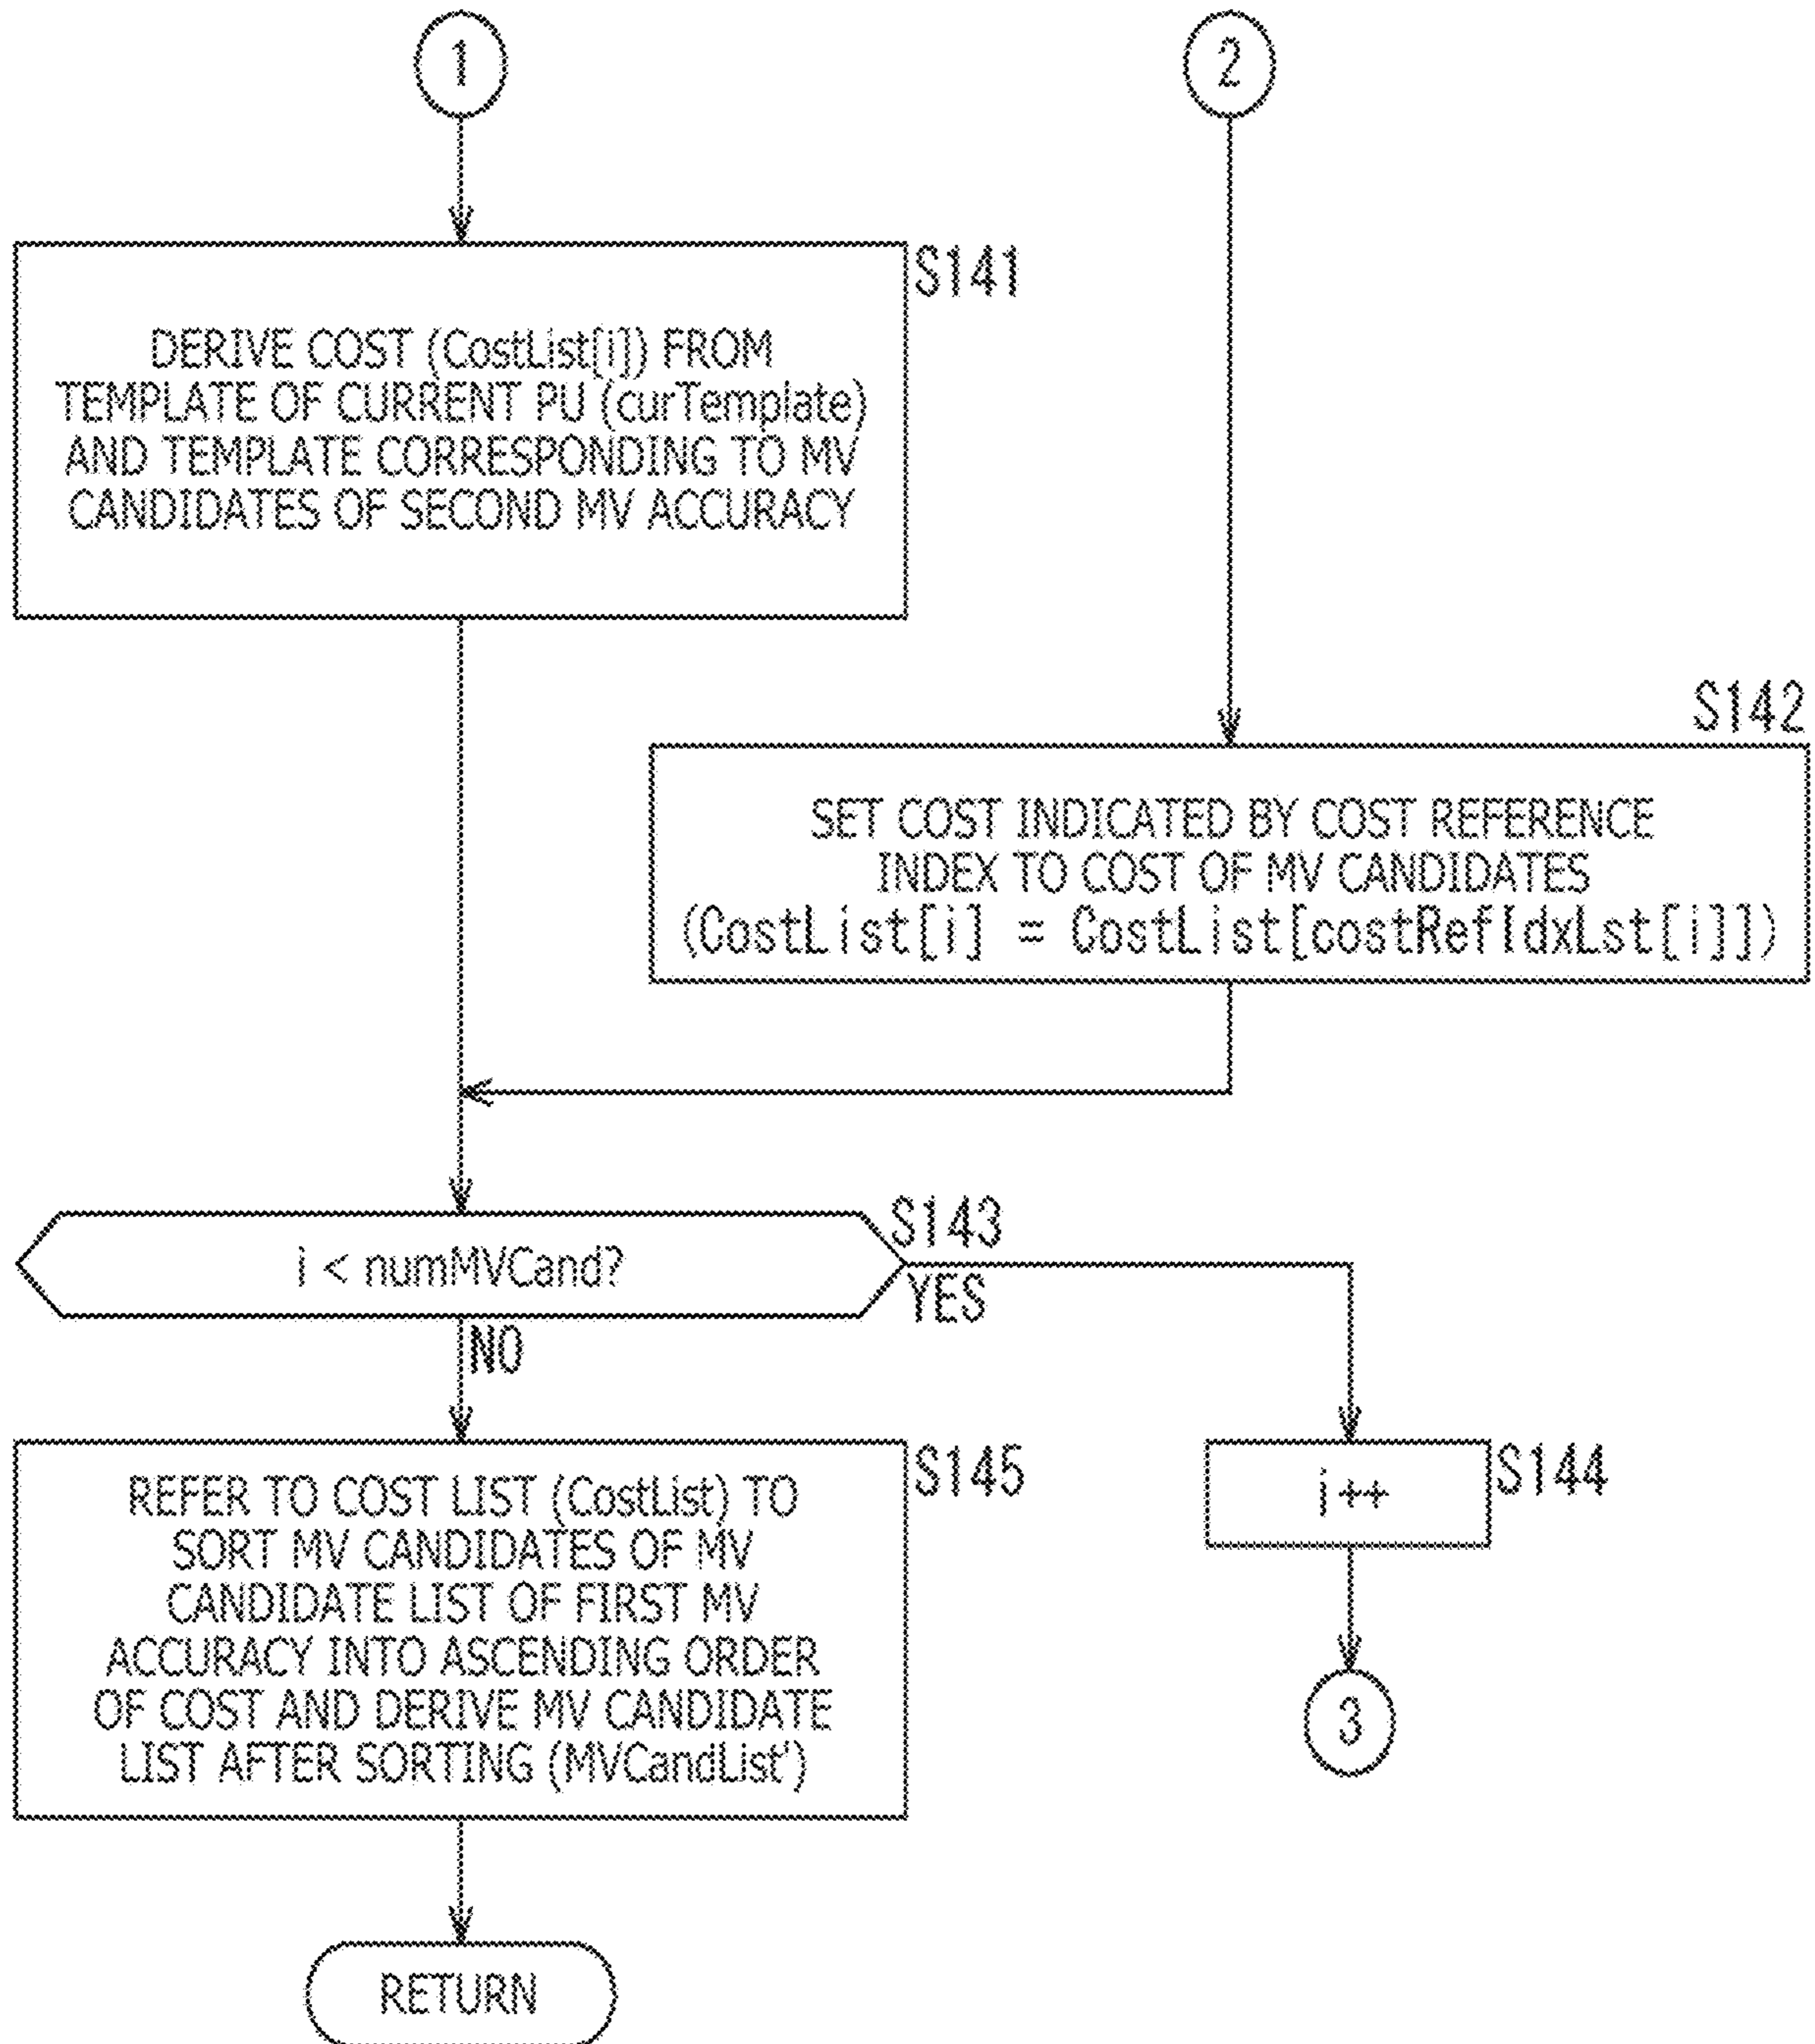 1
2
S141
DERIVE COST (CostList[i]) FROM
TEMPLATE OF CURRENT PU (curTemplate)
AND TEMPLATE CORRESPONDING TO MV
CANDIDATES OF SECOND MV ACCURACY
S142
SET COST INDICATED BY COST REFERENCE
INDEX TO COST OF MV CANDIDATES
(CostList[i] = CostList[costRefIdxLst[i]])
S143
i < numMVCand?
YES
NO
S145
REFER TO COST LIST (CostList) TO
SORT MV CANDIDATES OF MV
CANDIDATE LIST OF FIRST MV
ACCURACY INTO ASCENDING ORDER
OF COST AND DERIVE MV CANDIDATE
LIST AFTER SORTING (MVCandList')
S144
i++
3
RETURN